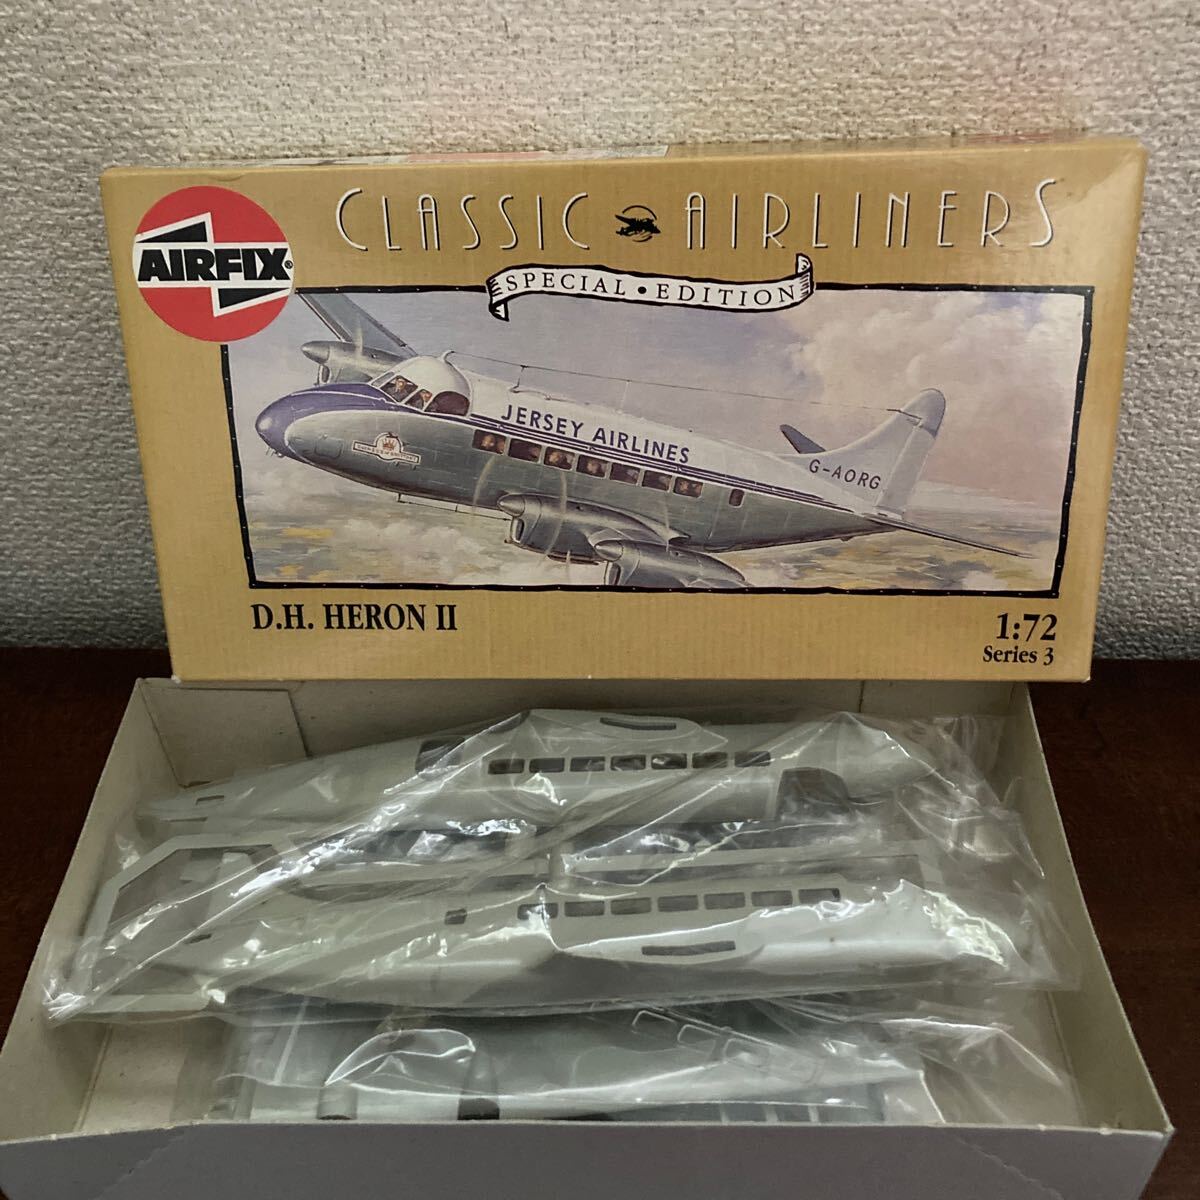 AIRFIX®
CLASSIC AIRLINERS
SPECIAL • EDITION
JERSEY AIRLINES
G-AORG
D.H. HERON II
1:72
Series 3